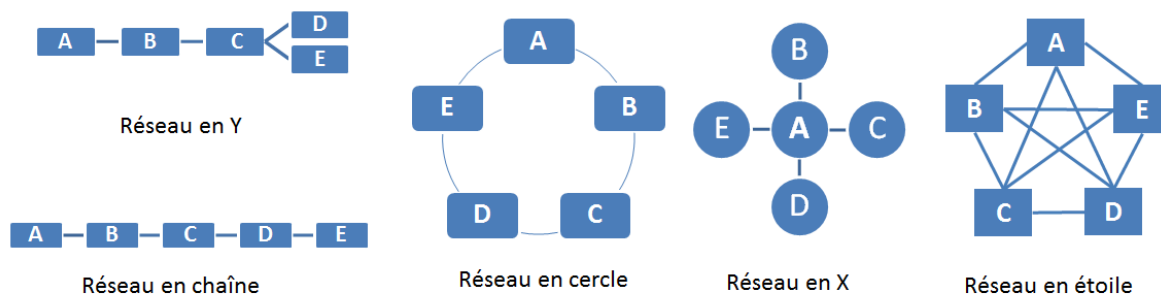 A B C D
E
Réseau en Y
A B C D E
Réseau en chaîne
A
E B
D C
Réseau en cercle
B
E A C
D
Réseau en X
A
B E
C D
Réseau en étoile